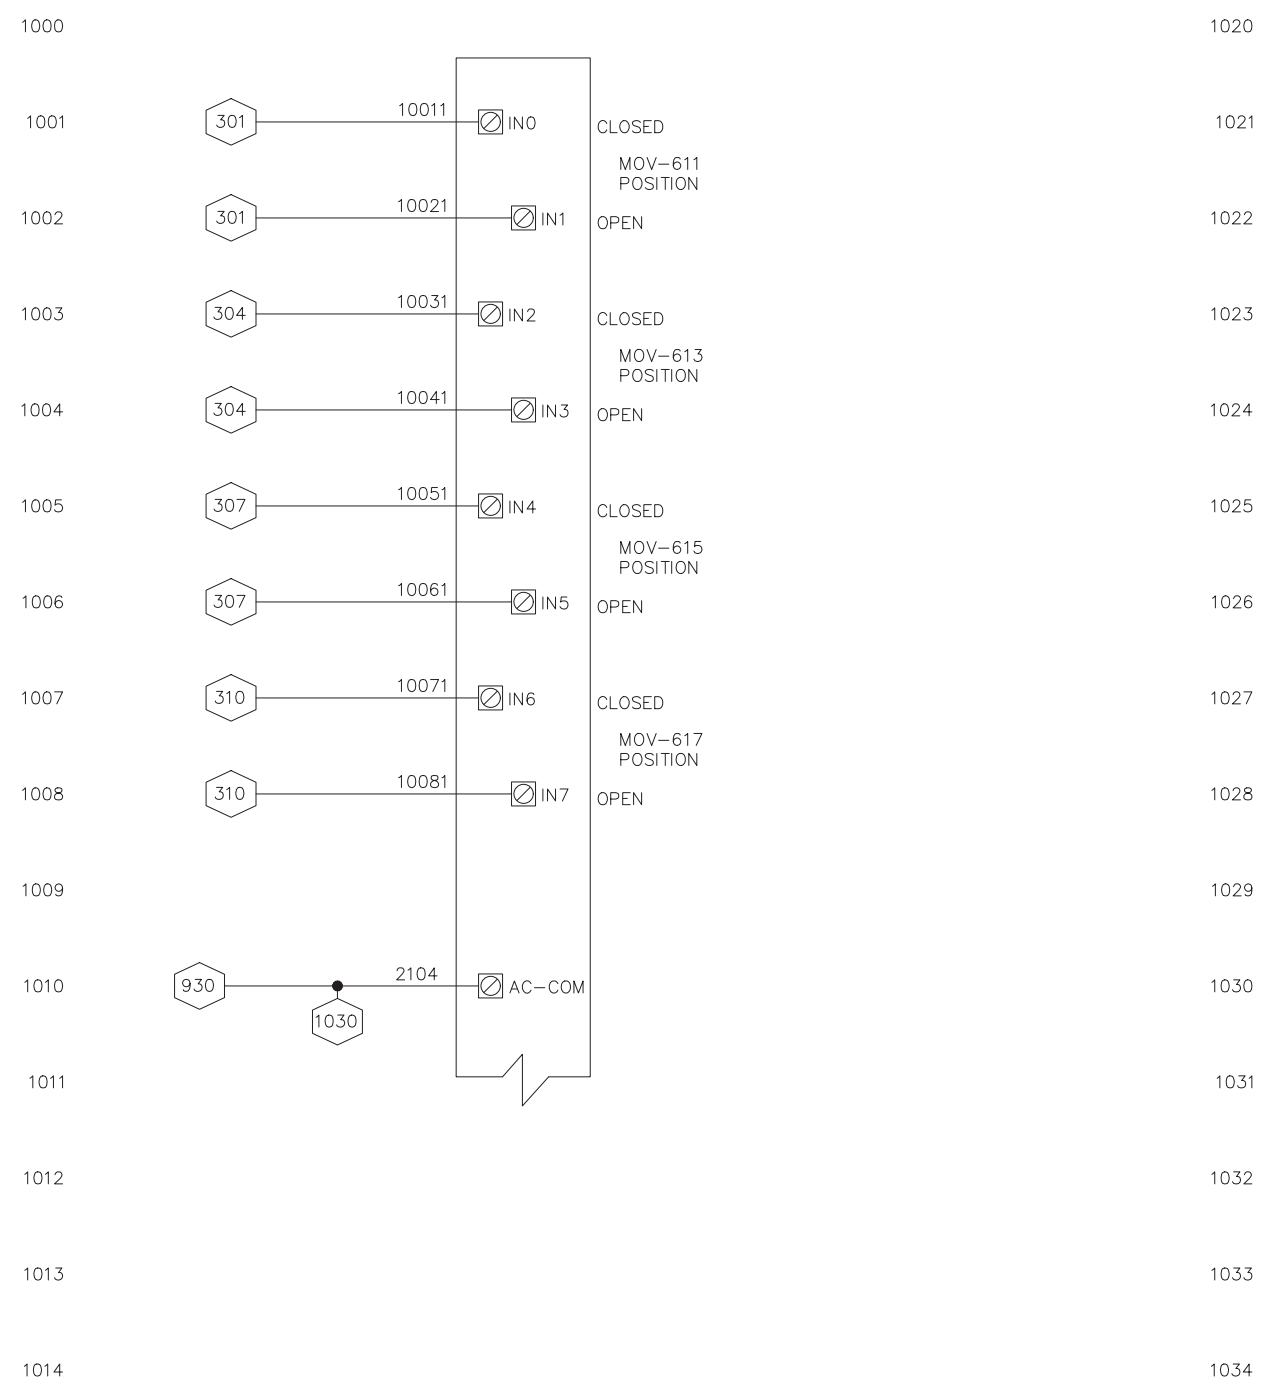 1000 1020
10011
1001 301 IN0 CLOSED 1021
MOV-611
POSITION
10021
1002 301 IN1 OPEN 1022
10031
1003 304 IN2 CLOSED 1023
MOV-613
POSITION
10041
1004 304 IN3 OPEN 1024
10051
1005 307 IN4 CLOSED 1025
MOV-615
POSITION
10061
1006 307 IN5 OPEN 1026
10071
1007 310 IN6 CLOSED 1027
MOV-617
POSITION
10081
1008 310 IN7 OPEN 1028
1009 1029
2104
1010 930 AC-COM 1030
1030
1011 1031
1012 1032
1013 1033
1014 1034